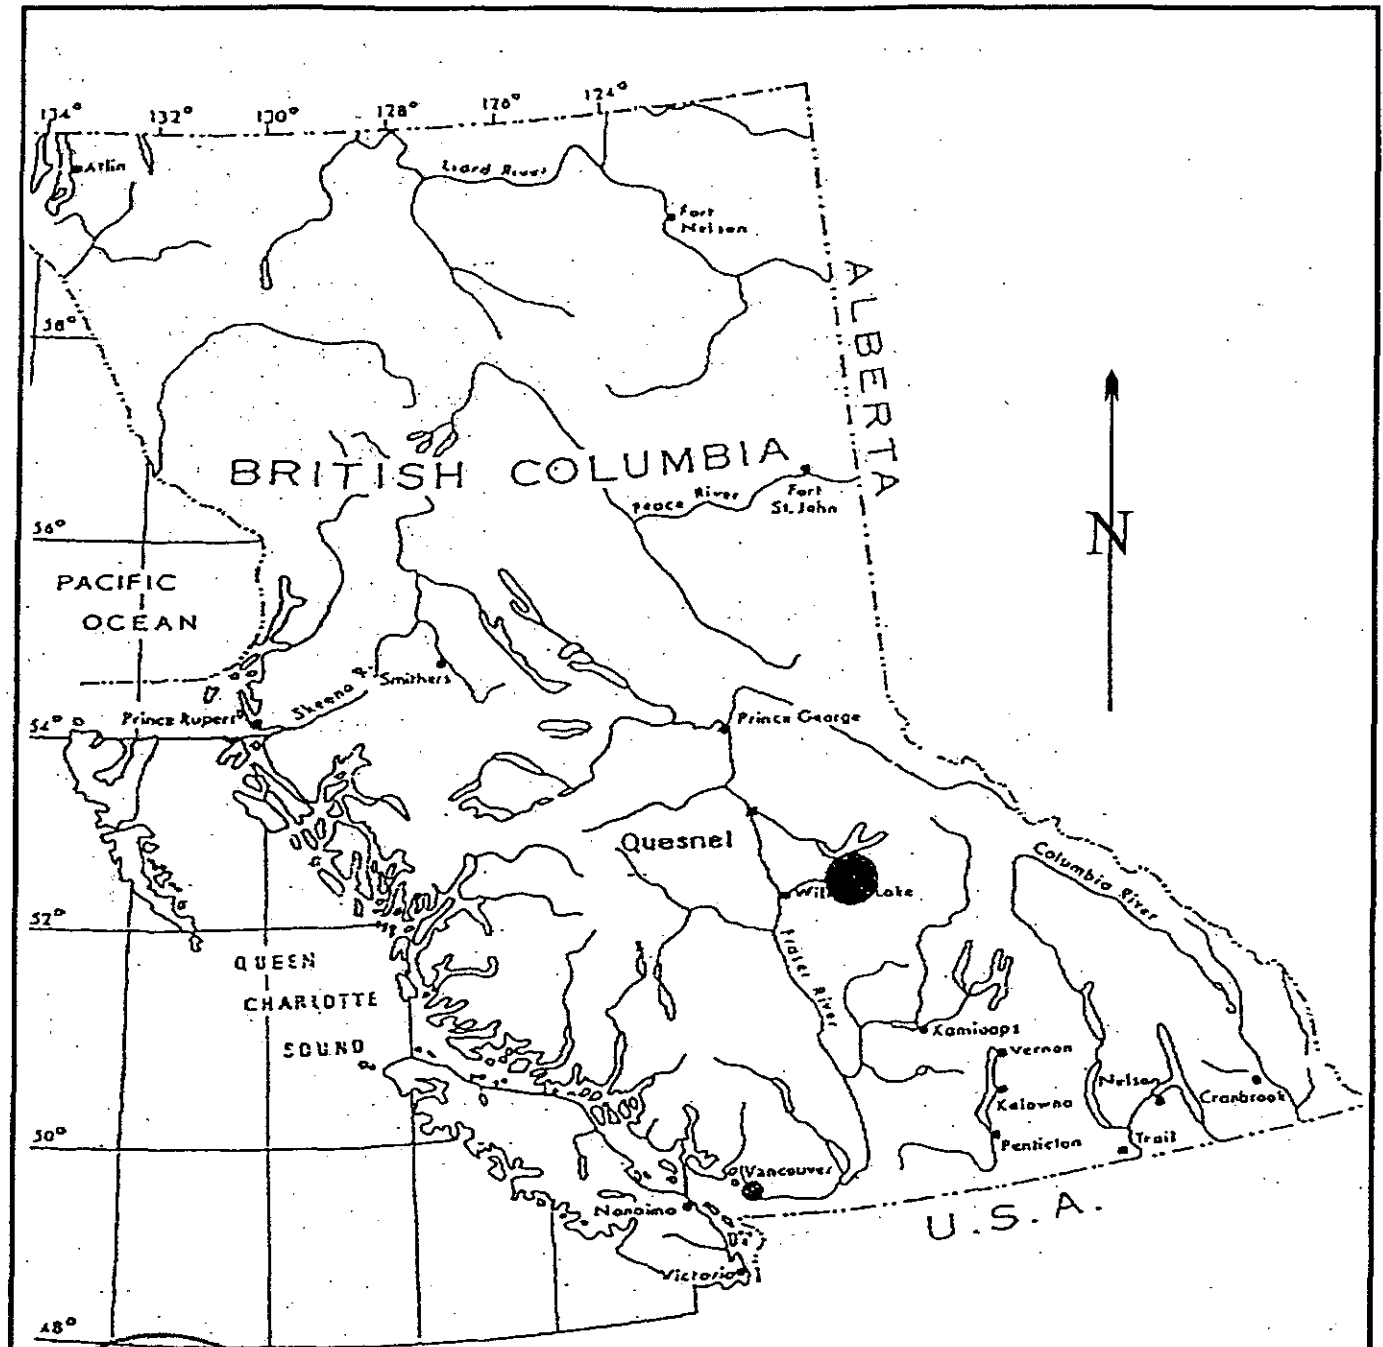 134°
132°
130°
128°
126°
124°
Atlin
Liard River
Fort
Nelson
ALBERTA
58°
BRITISH COLUMBIA
Peace River
Fort
St. John
56°
N
PACIFIC
OCEAN
Skeena R.
Smithers
Prince Rupert
54°
Prince George
Quesnel
Columbia River
Lake
52°
Fraser River
QUEEN
CHARLOTTE
SOUND
Kamloops
Vernon
Nelson
Kelowna
Cranbrook
50°
Penticton
Trail
Vancouver
Nanaimo
U.S.A.
Victoria
48°